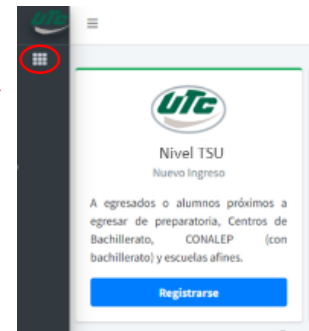 UTC
UTC
Nivel TSU
Nuevo Ingreso
A egresados o alumnos próximos a
egresar de preparatoria, Centros de
Bachillerato, CONALEP (con
bachillerato) y escuelas afines.
Registrarse